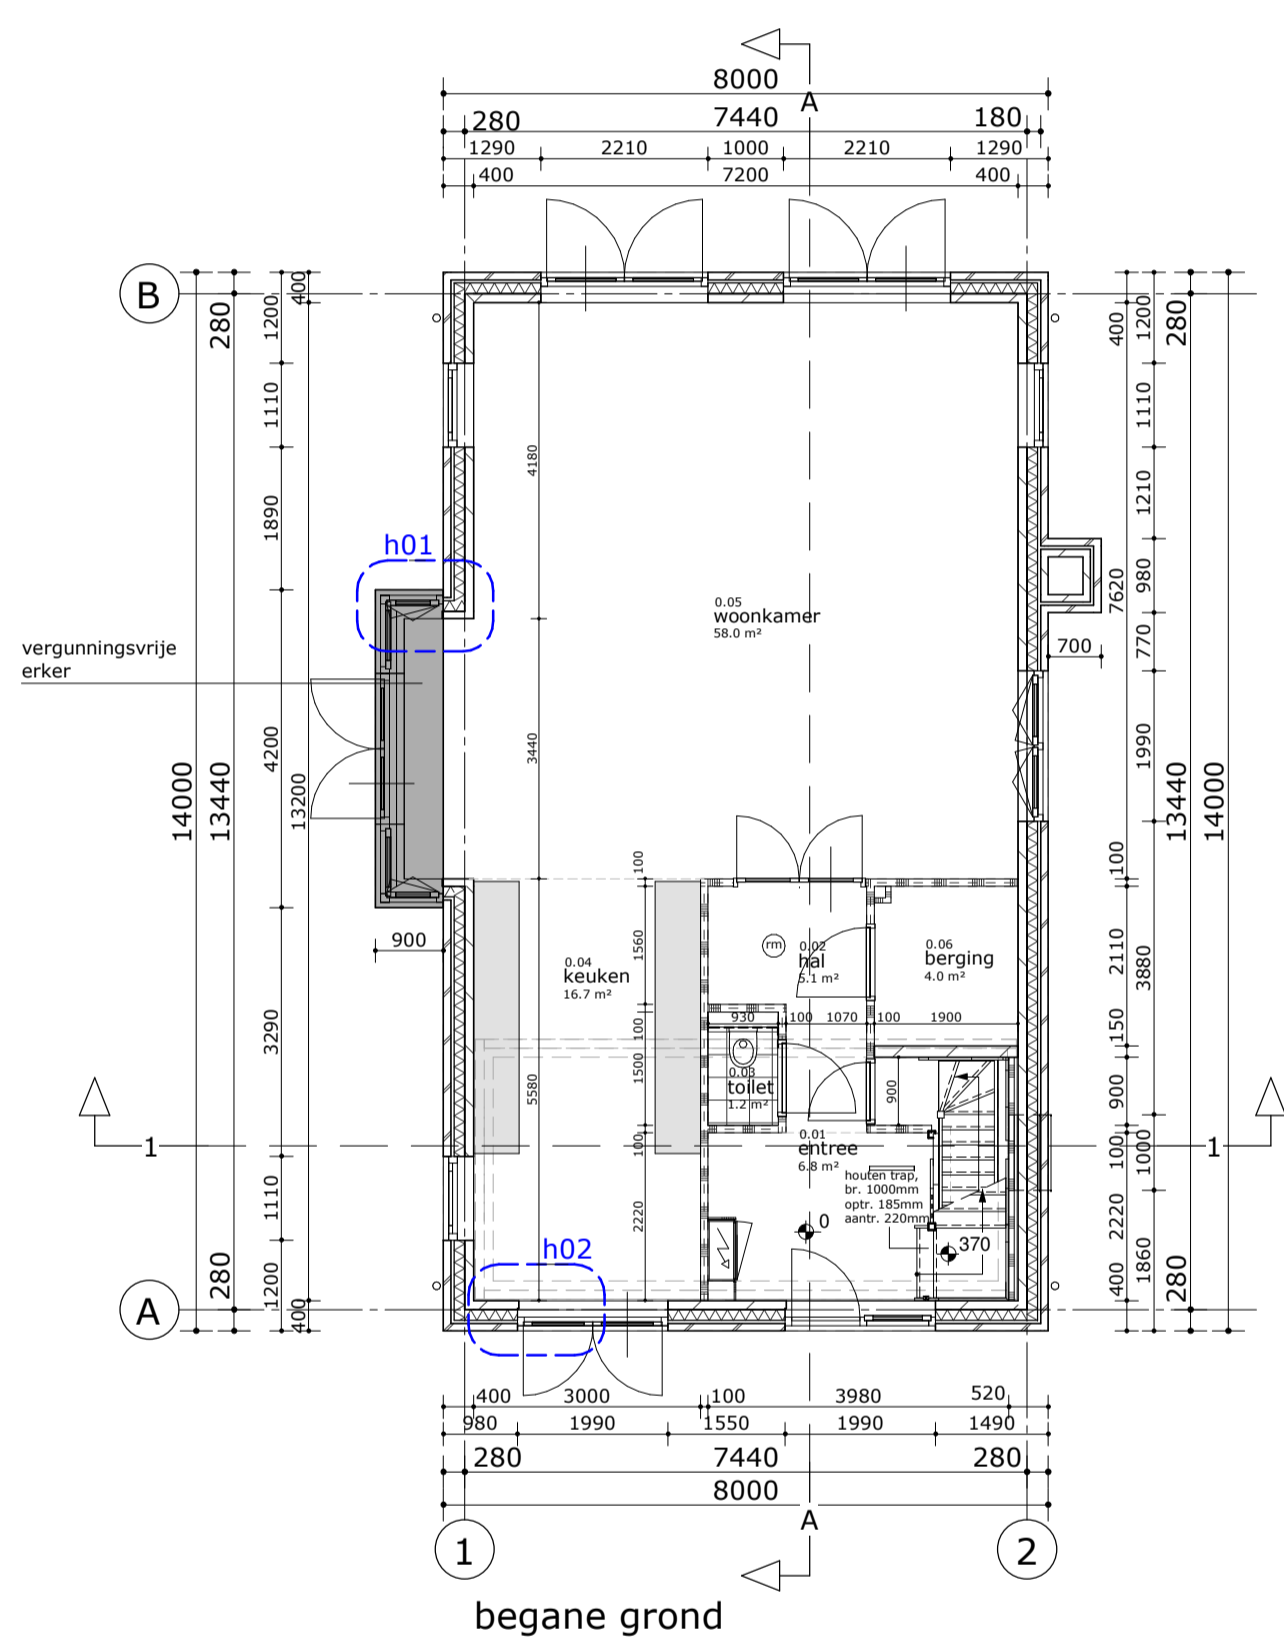 8000
A
280 7440 180
1290 2210 1000 2210 1290
400 7200 400
B
14000
280
13440
280
1200
1110
1890
4200
3290
1110
1200
400
13200
400
400
7620
100
2110
150
900
100
2220
400
1200
1110
1210
980
770
1990
3880
1000
1860
280
13440
280
14000
700
h01
vergunningsvrije
erker
900
4180
3440
5580
100
1560
100
1500
100
2220
0.05
woonkamer
58.0 m²
0.04
keuken
16.7 m²
rm
0.02
hal
5.1 m²
0.06
berging
4.0 m²
930 100 1070 100 1900
0.03
toilet
1.2 m²
900
1 1
0.01
entree
6.8 m²
houten trap,
br. 1000mm
optr. 185mm
aantr. 220mm
0
370
h02
A
400 3000 100 3980 520
980 1990 1550 1990 1490
280 7440 280
8000
A
1 2
begane grond